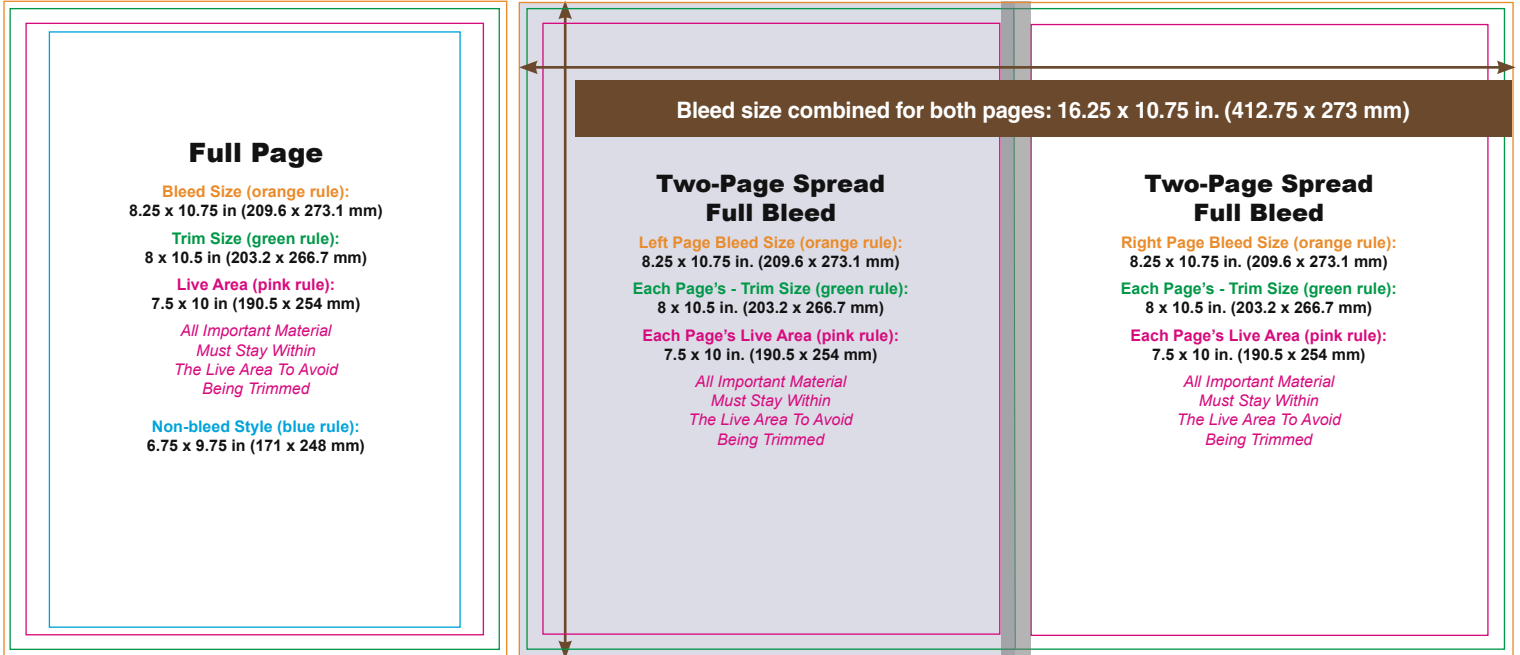 Full Page
Bleed Size (orange rule):
8.25 x 10.75 in (209.6 x 273.1 mm)
Trim Size (green rule):
8 x 10.5 in (203.2 x 266.7 mm)
Live Area (pink rule):
7.5 x 10 in (190.5 x 254 mm)
All Important Material
Must Stay Within
The Live Area To Avoid
Being Trimmed
Non-bleed Style (blue rule):
6.75 x 9.75 in (171 x 248 mm)
Bleed size combined for both pages: 16.25 x 10.75 in. (412.75 x 273 mm)
Two-Page Spread
Full Bleed
Left Page Bleed Size (orange rule):
8.25 x 10.75 in. (209.6 x 273.1 mm)
Each Page's - Trim Size (green rule):
8 x 10.5 in. (203.2 x 266.7 mm)
Each Page's Live Area (pink rule):
7.5 x 10 in. (190.5 x 254 mm)
All Important Material
Must Stay Within
The Live Area To Avoid
Being Trimmed
Two-Page Spread
Full Bleed
Right Page Bleed Size (orange rule):
8.25 x 10.75 in. (209.6 x 273.1 mm)
Each Page's - Trim Size (green rule):
8 x 10.5 in. (203.2 x 266.7 mm)
Each Page's Live Area (pink rule):
7.5 x 10 in. (190.5 x 254 mm)
All Important Material
Must Stay Within
The Live Area To Avoid
Being Trimmed